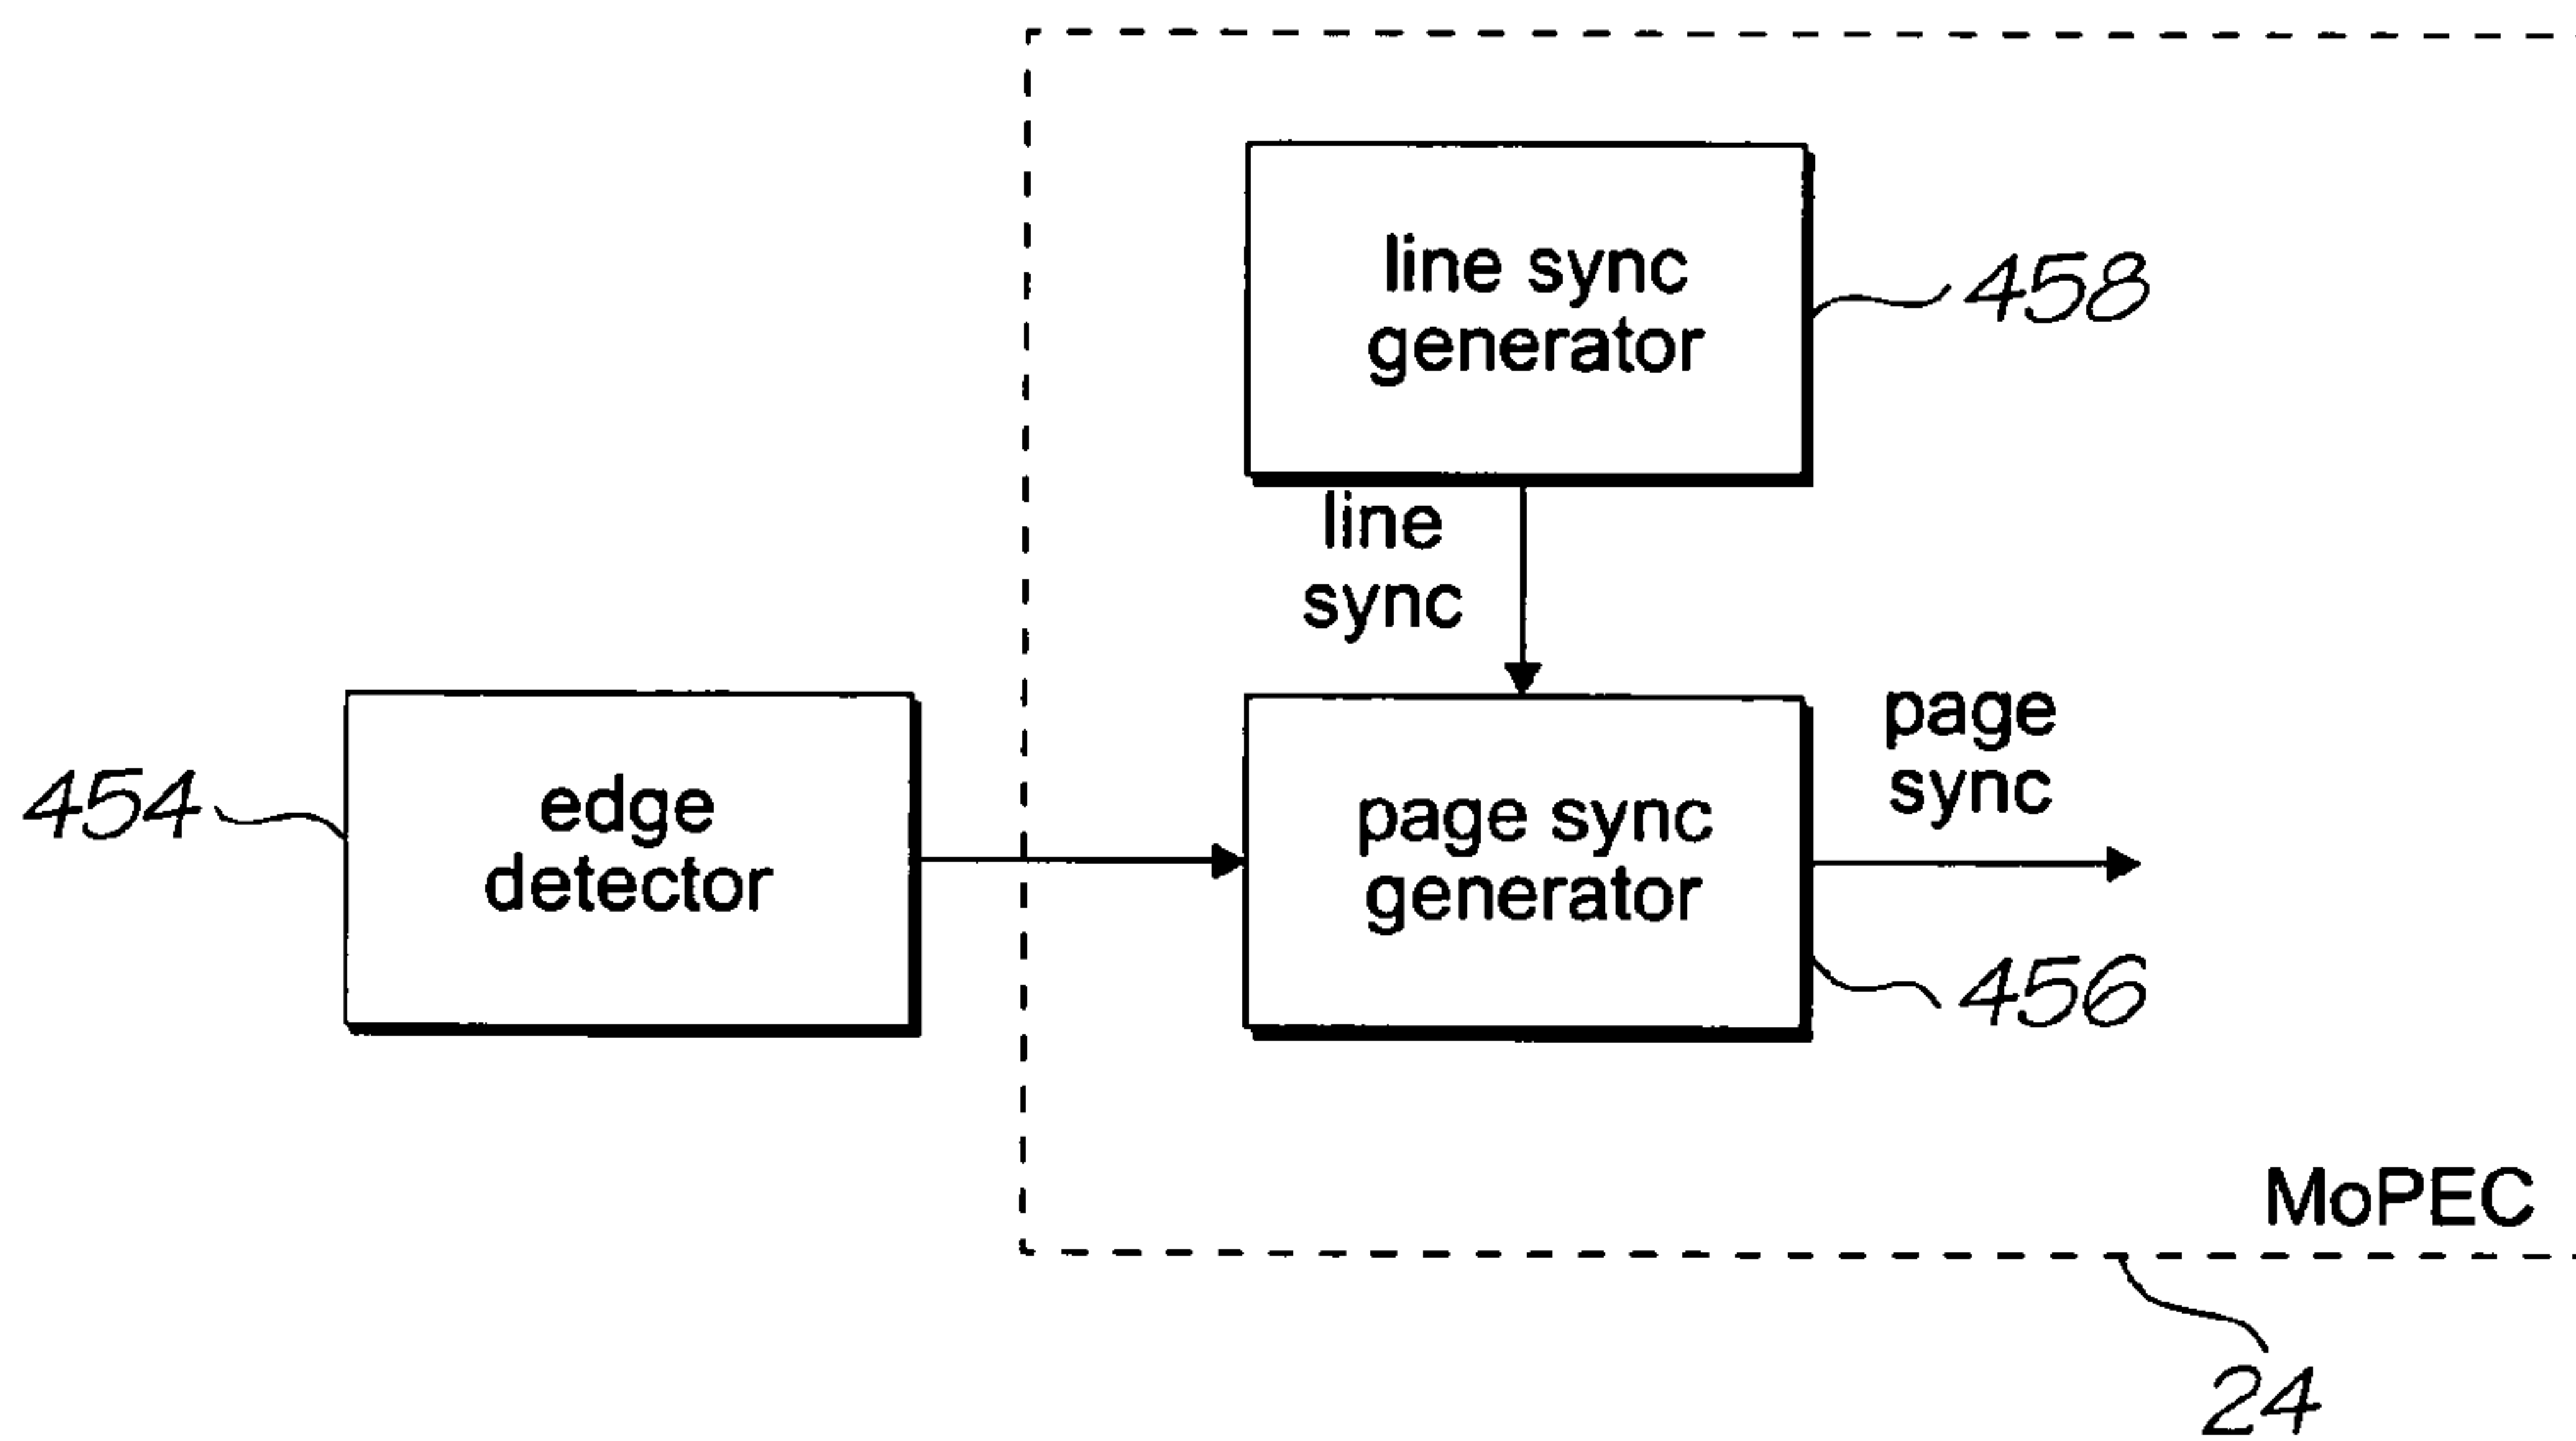 line sync
generator
458
line
sync
454
edge
detector
page sync
generator
page
sync
456
MoPEC
24